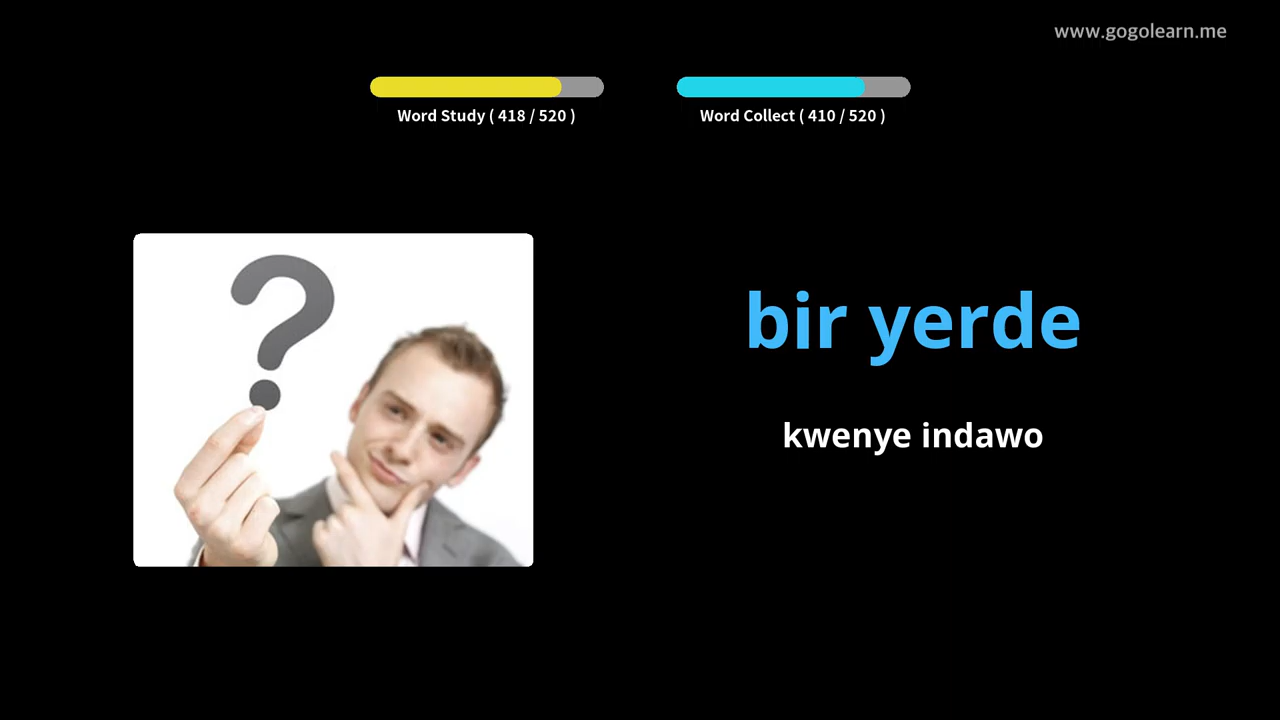 www.gogolearn.me
Word Study ( 418 / 520 )
Word Collect ( 410 / 520 )
?
bir yerde
kwenye indawo